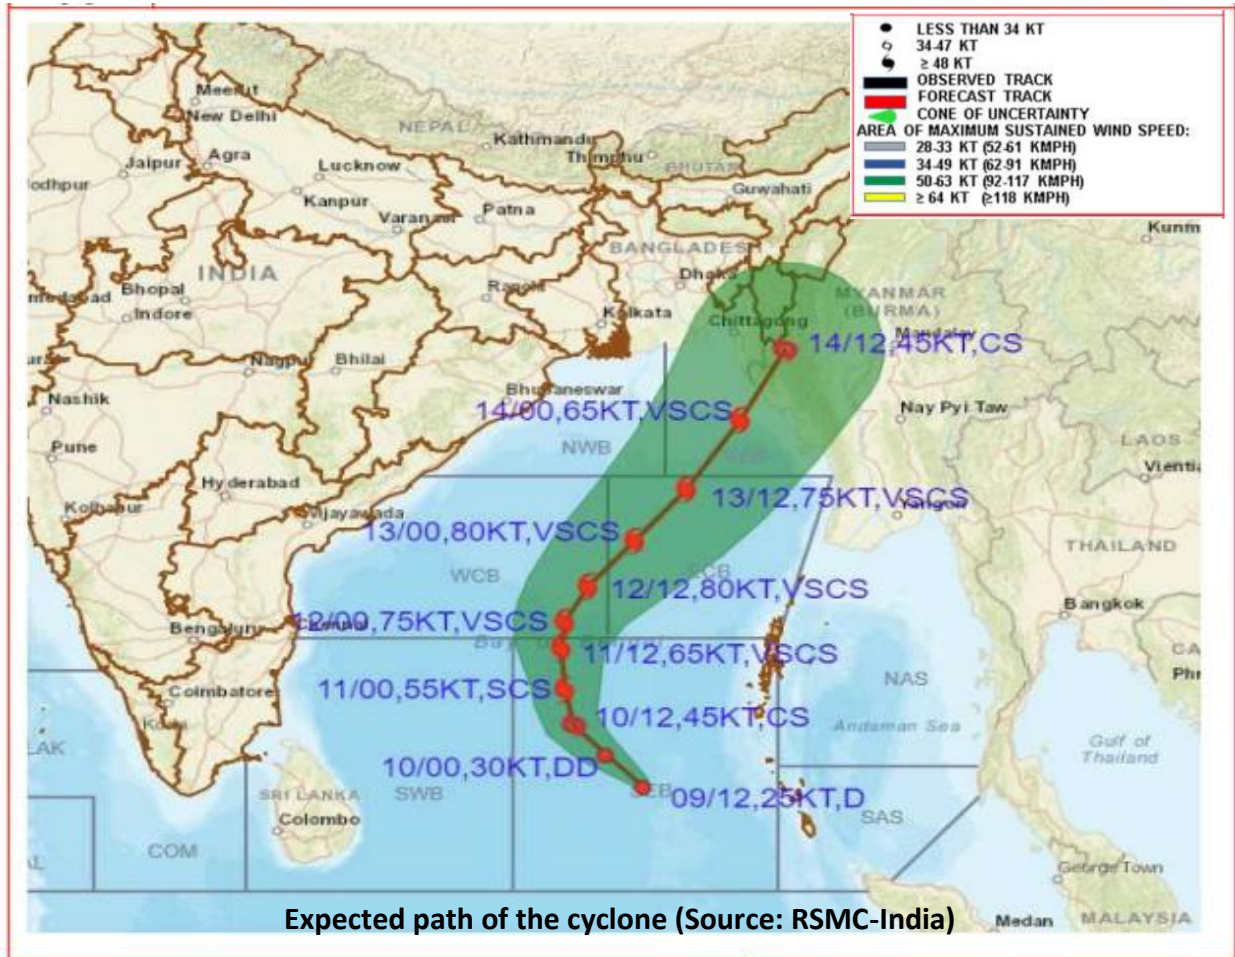 LESS THAN 34 KT
34-47 KT
≥ 48 KT
OBSERVED TRACK
FORECAST TRACK
CONE OF UNCERTAINTY
AREA OF MAXIMUM SUSTAINED WIND SPEED:
28-33 KT (52-61 KMPH)
34-49 KT (62-91 KMPH)
50-63 KT (92-117 KMPH)
≥ 64 KT (≥118 KMPH)
Meerut
New Delhi
NEPAL
Kathmandu
Thimphu
BHUTAN
Agra
Jaipur
Lucknow
Guwahati
Kanpur
Patna
Kunm
BANGLADESH
INDIA
Dhaka
Bhopal
Indore
Kolkata
MYANMAR
(BURMA)
Chittagong
Mandalay
14/12,45KT,CS
Nagpur
Bhilai
Nashik
Bhubaneswar
14/00,65KT,VSCS
Nay Pyi Taw
Pune
NWB
LAOS
Hyderabad
13/12,75KT,VSCS
Yangon
Kolhapur
Vijayawada
13/00,80KT,VSCS
THAILAND
WCB
12/12,80KT,VSCS
Bangkok
12/00,75KT,VSCS
Bengaluru
Chennai
11/12,65KT,VSCS
11/00,55KT,SCS
Coimbatore
NAS
10/12,45KT,CS
Andaman Sea
Gulf of
Thailand
LAK
10/00,30KT,DD
SRI LANKA
SWB
SEB
09/12,25KT,D
Colombo
SAS
COM
George Town
Expected path of the cyclone (Source: RSMC-India)
Medan
MALAYSIA